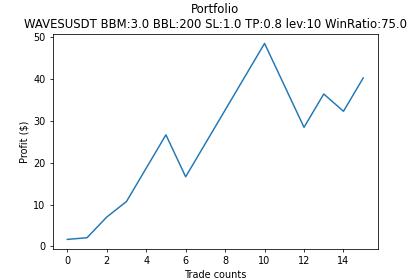 Portfolio
WAVESUSDT BBM:3.0 BBL:200 SL:1.0 TP:0.8 lev:10 WinRatio:75.0
50
40
30
20
10
0
Profit ($)
0 2 4 6 8 10 12 14
Trade counts